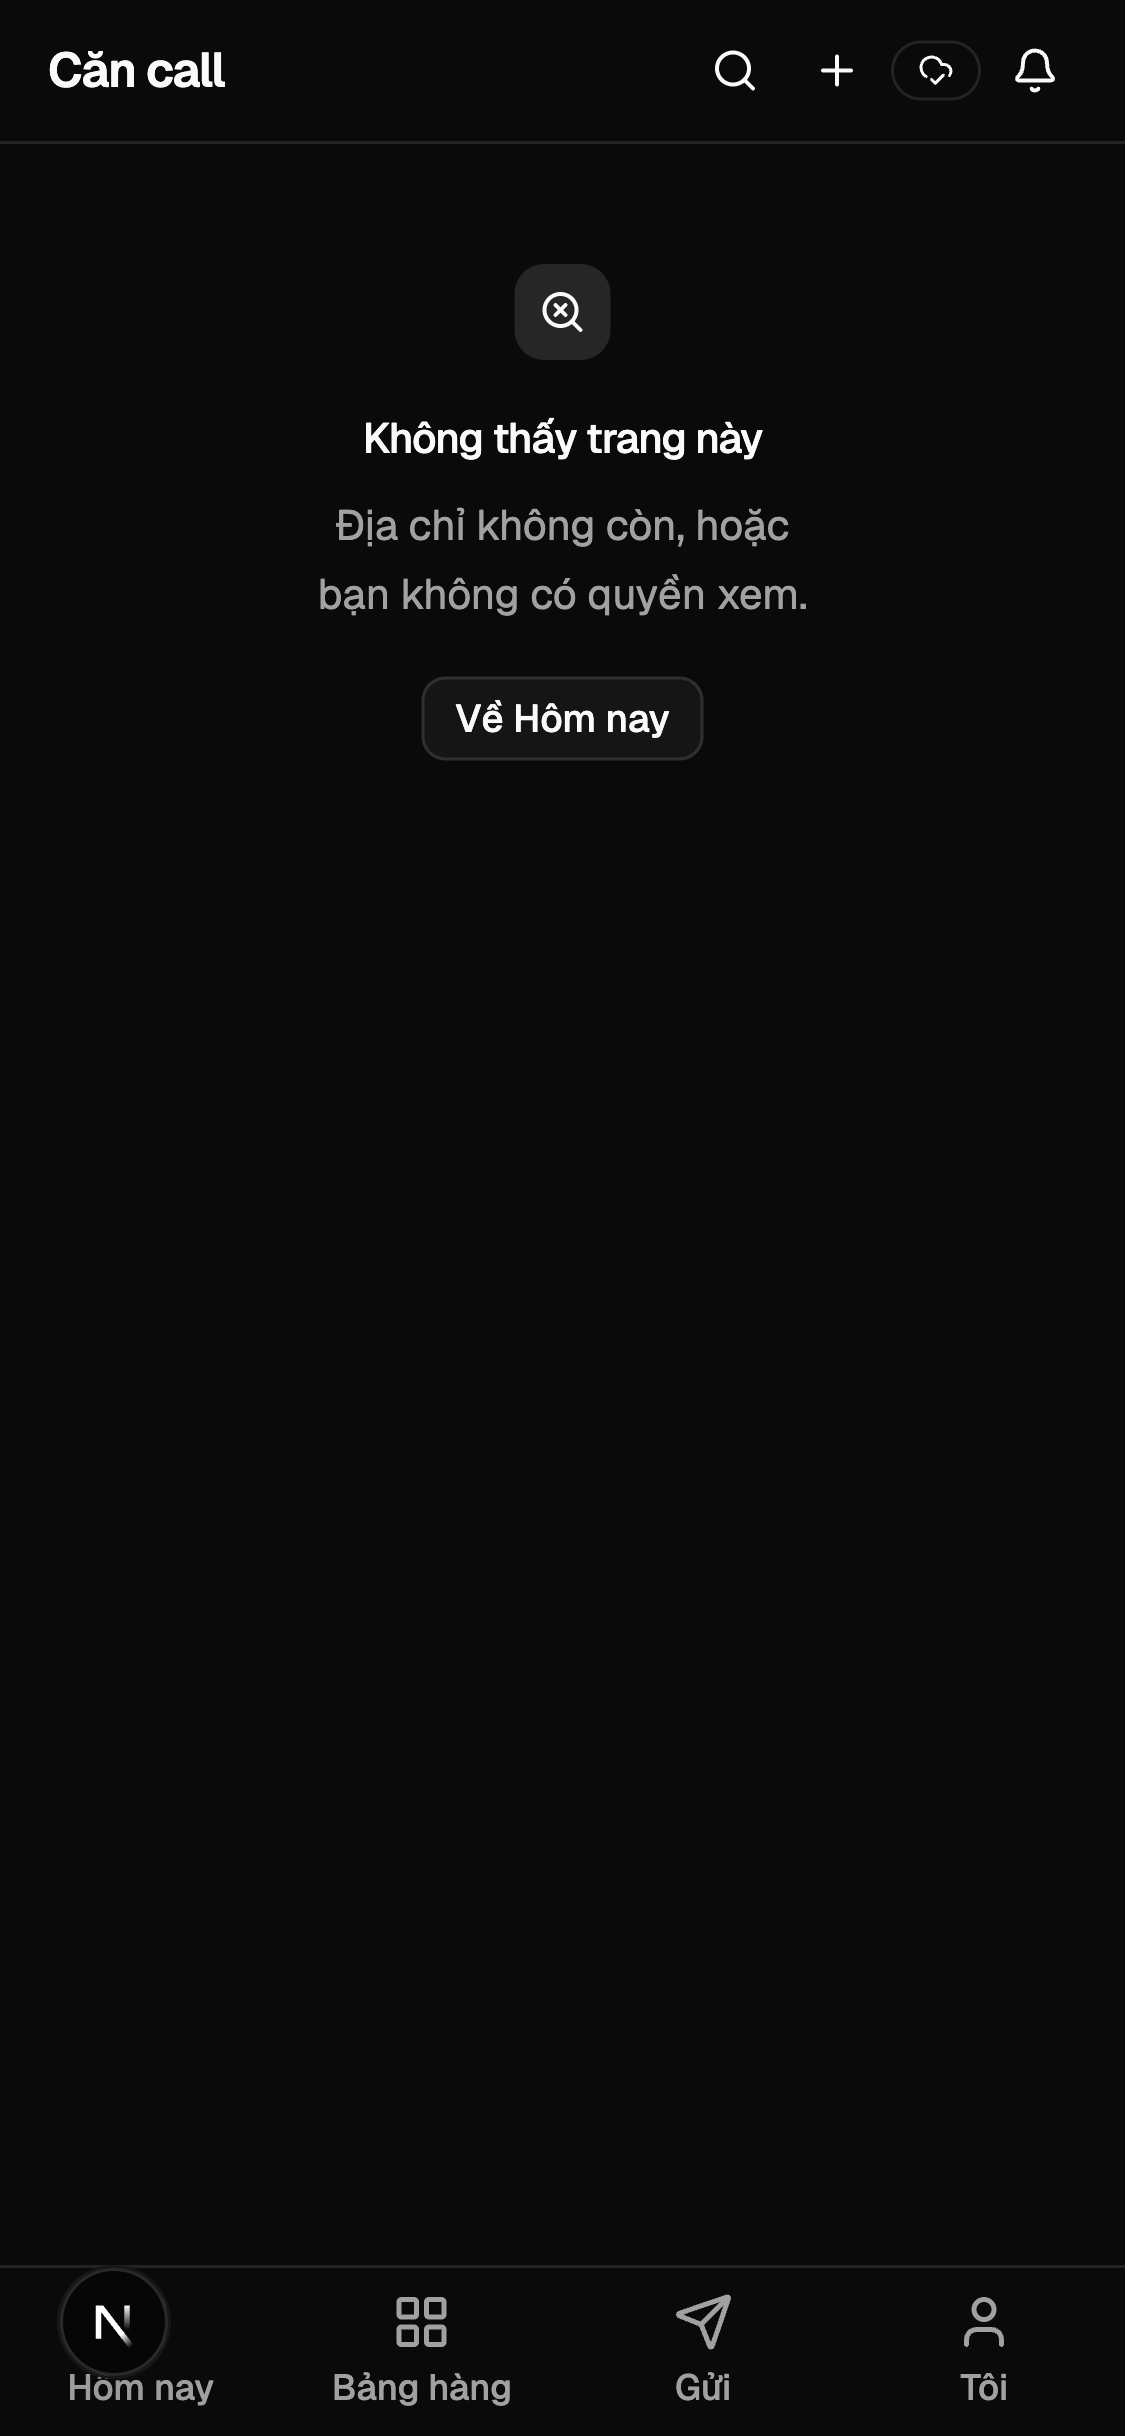 Căn call
Không thấy trang này
Địa chỉ không còn, hoặc
bạn không có quyền xem.
Về Hôm nay
N
Hôm nay
Bảng hàng
Gửi
Tôi